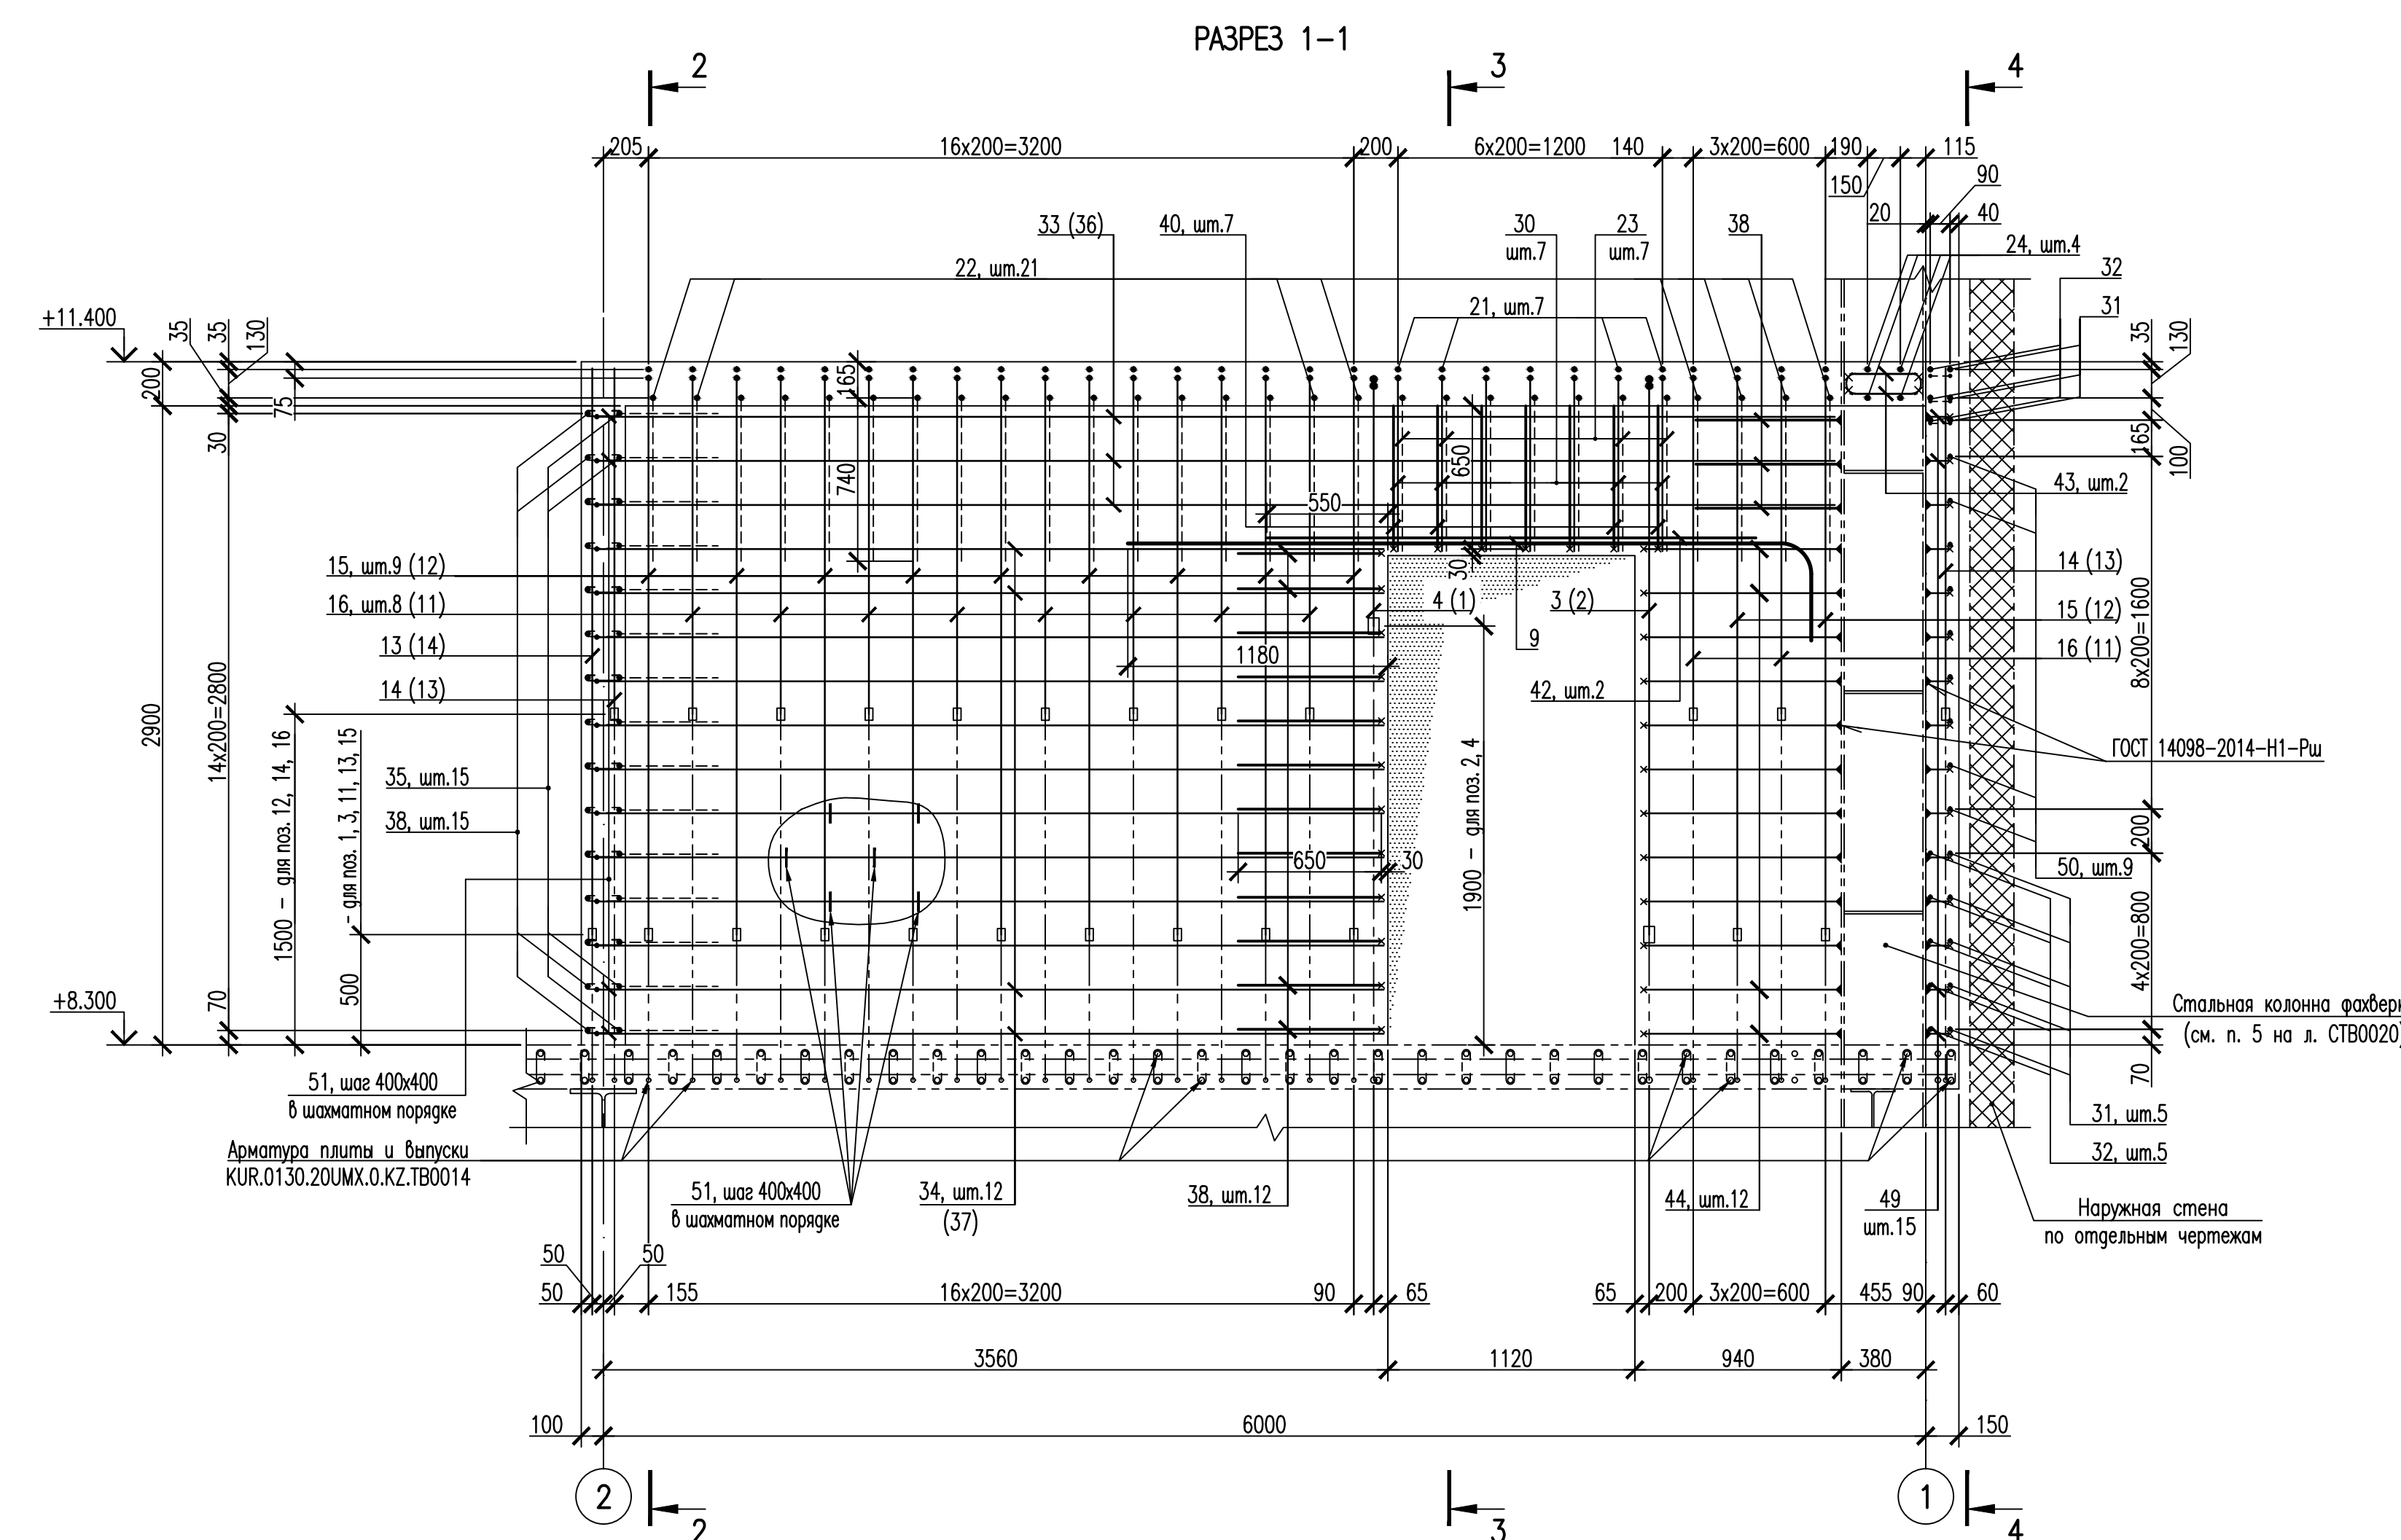 РАЗРЕЗ 1-1
2
3
4
205
16x200=3200
200
6x200=1200
140
3x200=600
190
115
150
90
20
40
33 (36)
40, шт.7
30
шт.7
23
шт.7
38
24, шт.4
22, шт.21
32
21, шт.7
31
+11.400
35
35
130
35
130
200
75
165
30
740
650
550
165
100
43, шт.2
15, шт.9 (12)
30
14 (13)
16, шт.8 (11)
4 (1)
3 (2)
15 (12)
13 (14)
9
1180
16 (11)
8x200=1600
14 (13)
42, шт.2
2900
14x200=2800
1500 - для поз. 12, 14, 16
500 - для поз. 1, 3, 11, 13, 15
1900 - для поз. 2, 4
ГОСТ 14098-2014-Н1-Рш
35, шт.15
38, шт.15
200
650
30
50, шт.9
4x200=800
+8.300
70
Стальная колонна фахверк
(см. п. 5 на л. СТВ0020)
70
51, шаг 400x400
в шахматном порядке
31, шт.5
Арматура плиты и выпуски
KUR.0130.20UMX.0.KZ.TB0014
32, шт.5
51, шаг 400x400
в шахматном порядке
34, шт.12
(37)
38, шт.12
44, шт.12
49
шт.15
Наружная стена
по отдельным чертежам
50
50
50
155
16x200=3200
90
65
65
200
3x200=600
455
90
60
3560
1120
940
380
100
6000
150
2
1
2
3
4